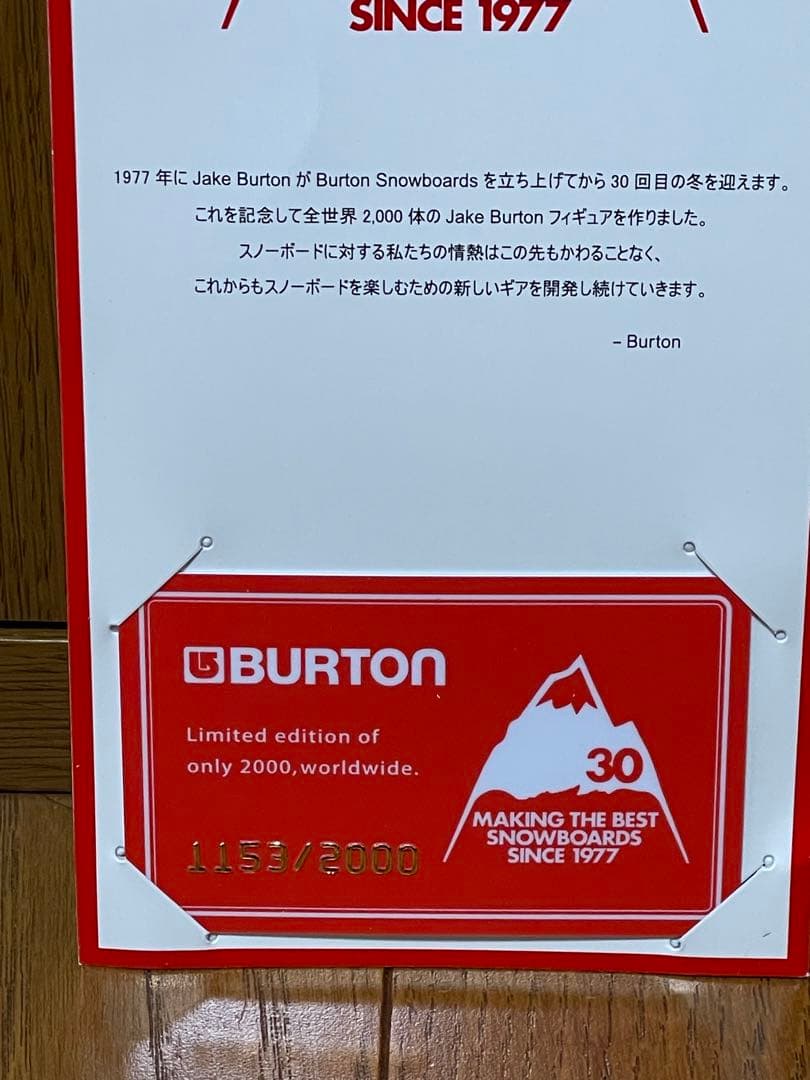 SINCE 1977
1977 年に Jake Burton が Burton Snowboards を立ち上げてから 30 回目の冬を迎えます。
これを記念して全世界 2,000 体の Jake Burton フィギュアを作りました。
スノーボードに対する私たちの情熱はこの先もかわることなく、
これからもスノーボードを楽しむための新しいギアを開発し続けていきます。
– Burton
BURTON
Limited edition of
only 2000,worldwide.
1153/2000
30
MAKING THE BEST
SNOWBOARDS
SINCE 1977